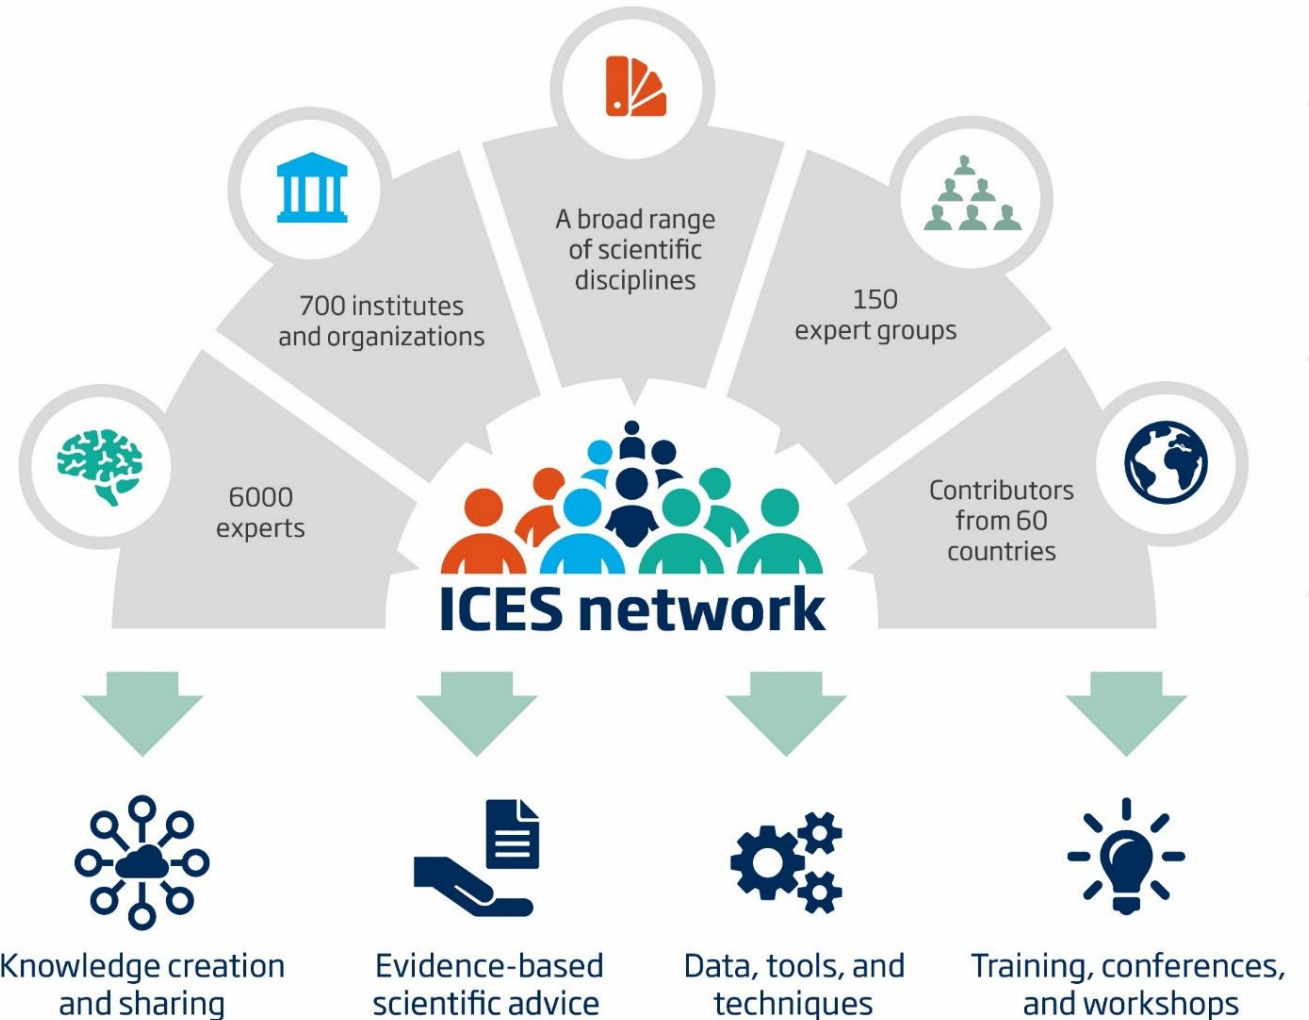 A broad range
of scientific
disciplines
700 institutes
and organizations
150
expert groups
6000
experts
Contributors
from 60
countries
ICES network
Knowledge creation
and sharing
Evidence-based
scientific advice
Data, tools, and
techniques
Training, conferences,
and workshops